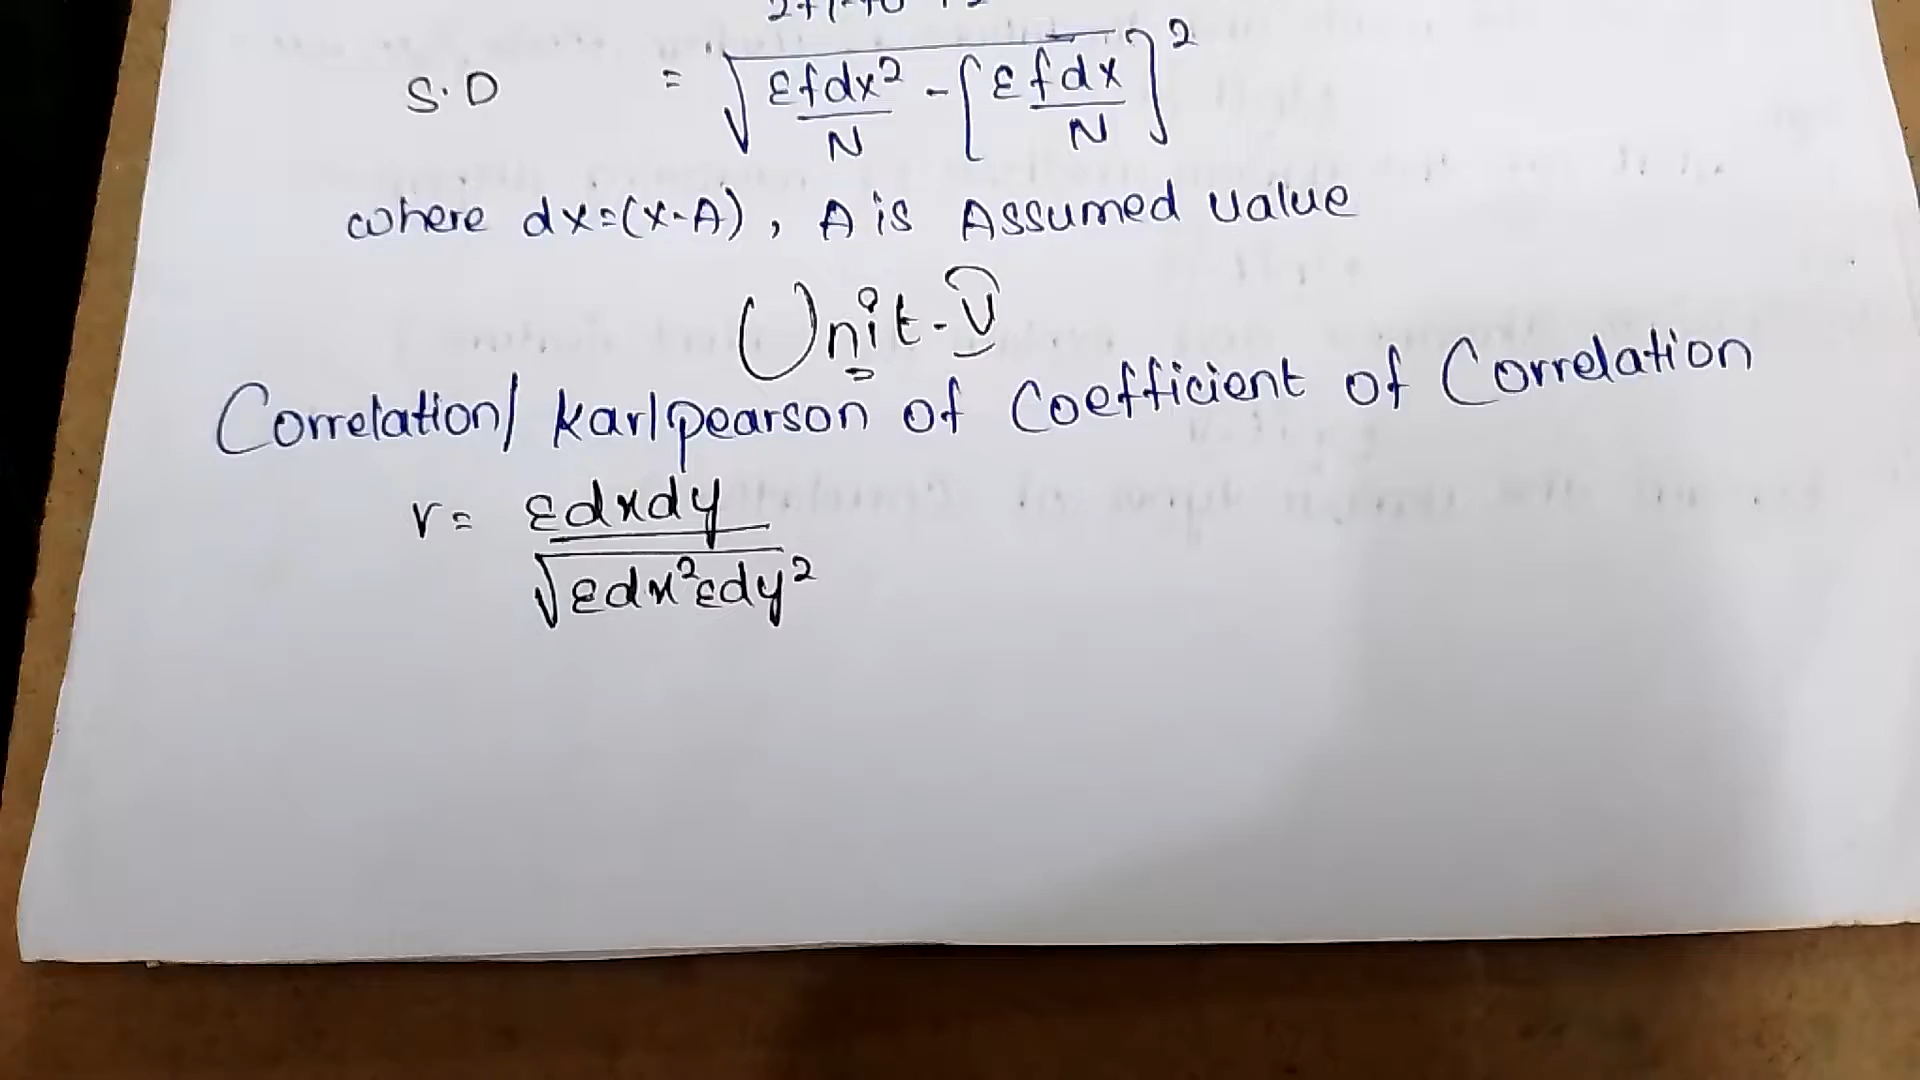 S.D = √ Σfdx²/N - [Σfdx/N]²
where dx=(x-A), A is Assumed value
Unit-V
Correlation/ karlpearson of Coefficient of Correlation
r = Σdxdy
√Σdx²Σdy²